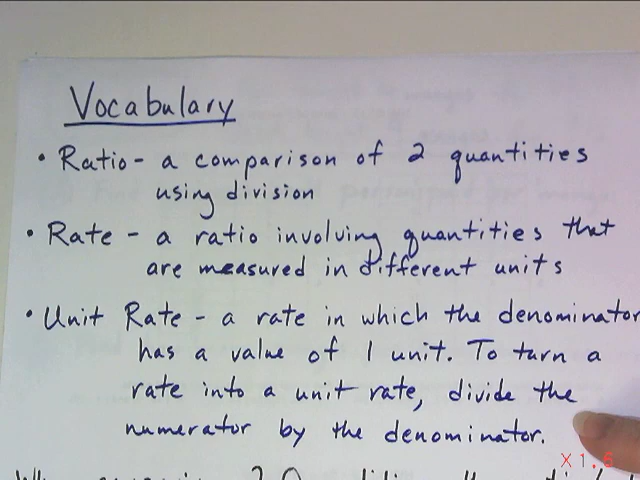 Vocabulary
• Ratio - a comparison of 2 quantities
using division
• Rate - a ratio involving quantities that
are measured in different units
• Unit Rate - a rate in which the denominator
has a value of 1 unit. To turn a
rate into a unit rate, divide the
numerator by the denominator.
X1.6